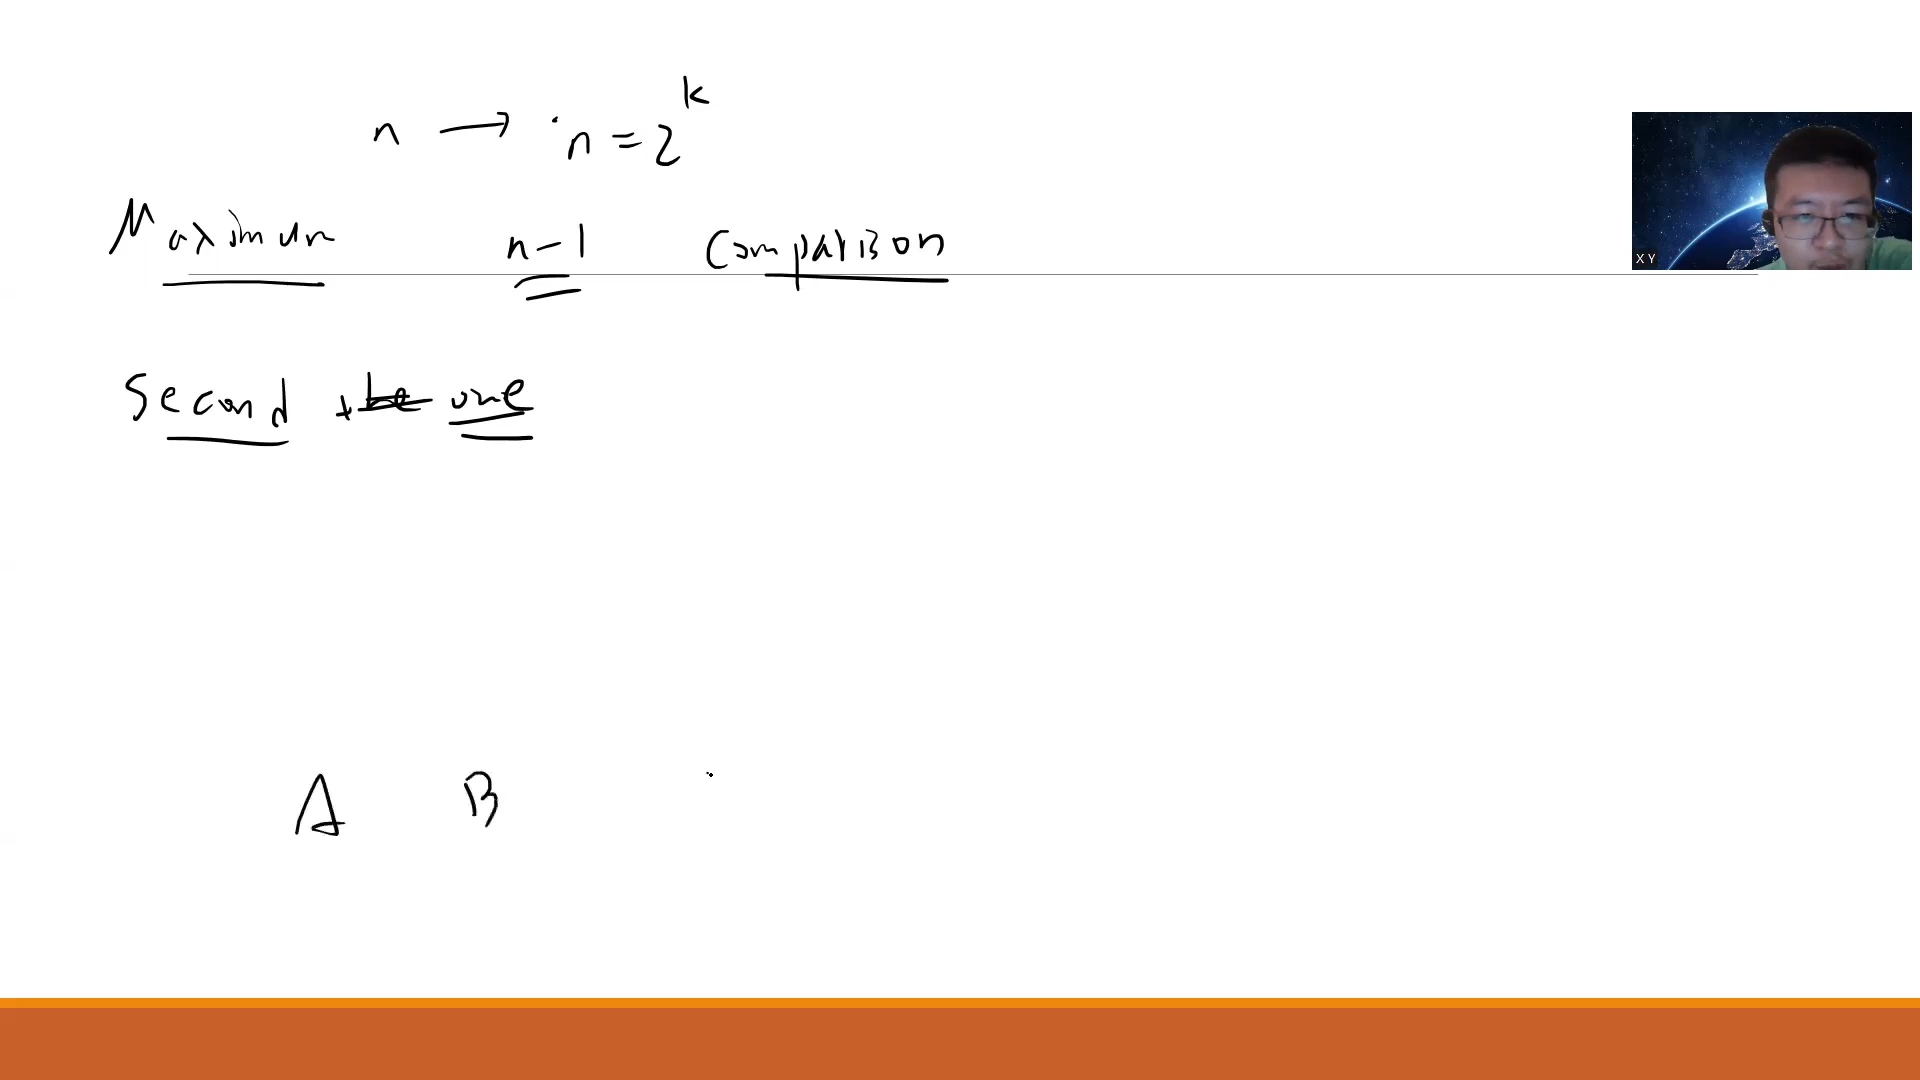 n → n = 2^k
Maximum n-1 Comparison
X Y
Second the one
A B